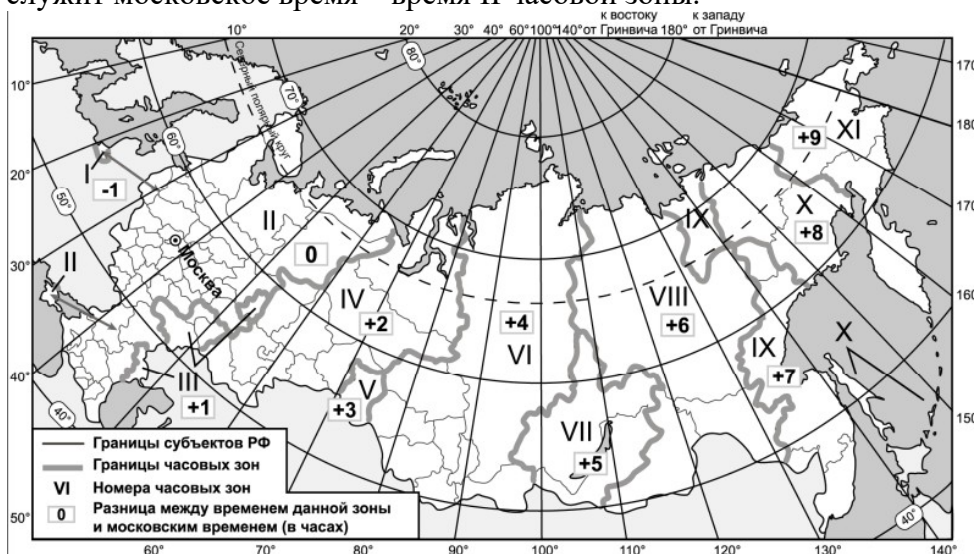 служит московское время – время II часовой зоны.
к востоку от Гринвича
к западу от Гринвича
10° 20° 30° 40° 60° 100° 140° 180°
80°
170°
10°
Северный полярный круг
70°
60°
+9
XI
180°
I
-1
IX
X
+8
20°
50°
170°
II
0
Москва
II
160°
30°
IV
+2
+4
VI
VIII
+6
X
IX
+7
V
+3
40°
III
+1
150°
40°
VII
+5
Границы субъектов РФ
Границы часовых зон
VI Номера часовых зон
0 Разница между временем данной зоны
и московским временем (в часах)
50°
40°
60° 70° 80° 90° 100° 110° 120° 130° 140°